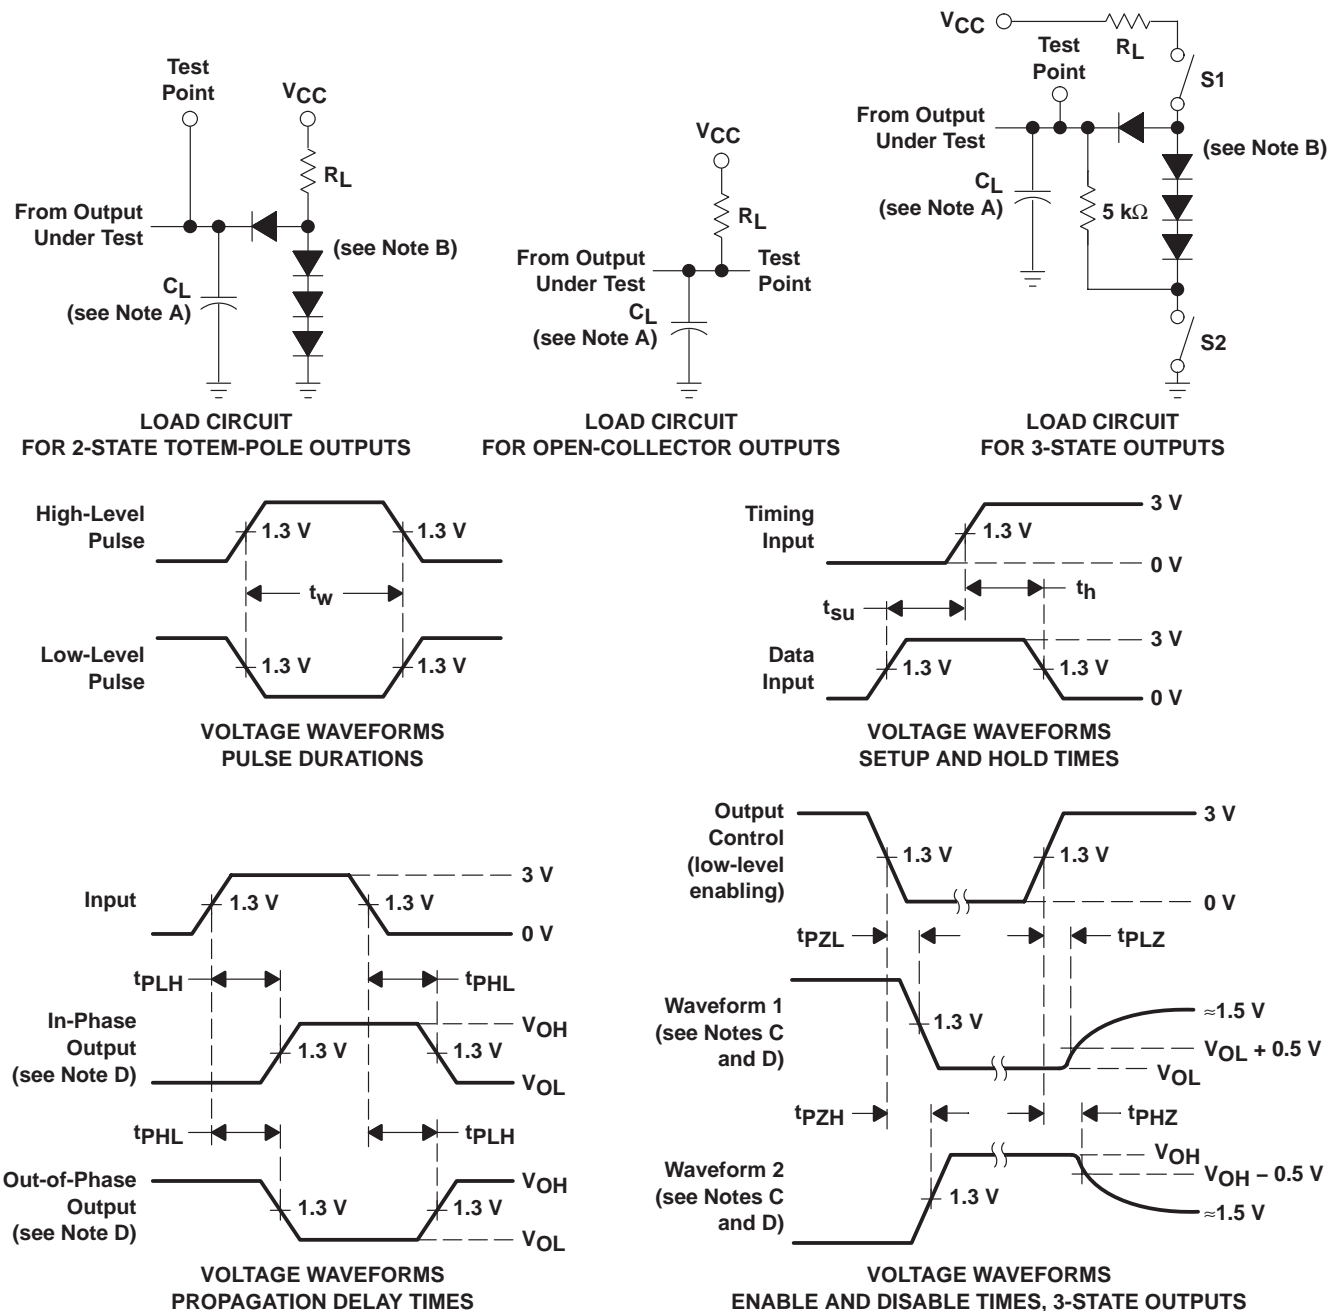 Test
Point
VCC
RL
From Output
Under Test
(see Note B)
CL
(see Note A)
LOAD CIRCUIT
FOR 2-STATE TOTEM-POLE OUTPUTS
VCC
RL
From Output
Under Test
Test
Point
CL
(see Note A)
LOAD CIRCUIT
FOR OPEN-COLLECTOR OUTPUTS
VCC
RL
Test
Point
S1
From Output
Under Test
(see Note B)
CL
(see Note A)
5 kΩ
S2
LOAD CIRCUIT
FOR 3-STATE OUTPUTS
High-Level
Pulse
1.3 V
1.3 V
tw
Low-Level
Pulse
1.3 V
1.3 V
VOLTAGE WAVEFORMS
PULSE DURATIONS
Timing
Input
1.3 V
3 V
0 V
th
tsu
Data
Input
1.3 V
1.3 V
3 V
0 V
VOLTAGE WAVEFORMS
SETUP AND HOLD TIMES
Input
1.3 V
1.3 V
3 V
0 V
tPLH
tPHL
In-Phase
Output
(see Note D)
1.3 V
1.3 V
VOH
VOL
tPHL
tPLH
Out-of-Phase
Output
(see Note D)
1.3 V
1.3 V
VOH
VOL
VOLTAGE WAVEFORMS
PROPAGATION DELAY TIMES
Output
Control
(low-level
enabling)
1.3 V
1.3 V
3 V
0 V
tPZL
tPLZ
Waveform 1
(see Notes C
and D)
1.3 V
≈1.5 V
VOL + 0.5 V
VOL
tPZH
tPHZ
Waveform 2
(see Notes C
and D)
1.3 V
VOH
VOH – 0.5 V
≈1.5 V
VOLTAGE WAVEFORMS
ENABLE AND DISABLE TIMES, 3-STATE OUTPUTS